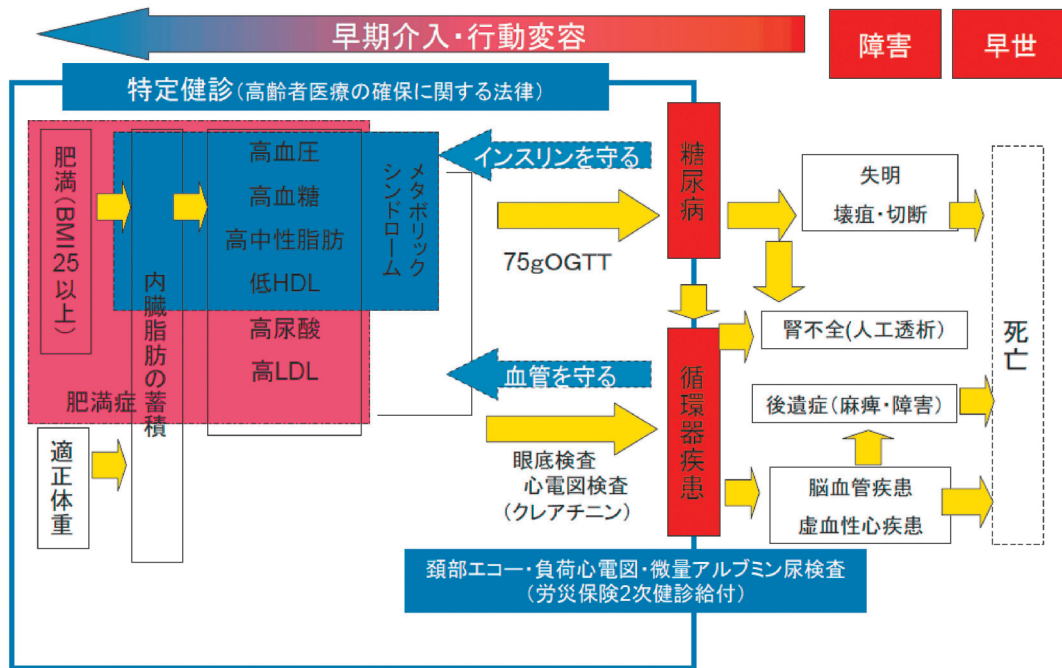 早期介入・行動変容
障害
早世
特定健診(高齢者医療の確保に関する法律)
肥満(BMI25以上)
内臓脂肪の蓄積
高血圧
高血糖
高中性脂肪
低HDL
高尿酸
高LDL
メタボリック
シンドローム
肥満症
適正体重
インスリンを守る
75gOGTT
血管を守る
眼底検査
心電図検査
(クレアチニン)
糖尿病
循環器疾患
失明
壊疽・切断
腎不全(人工透析)
後遺症(麻痺・障害)
脳血管疾患
虚血性心疾患
死亡
頚部エコー・負荷心電図・微量アルブミン尿検査
(労災保険2次健診給付)